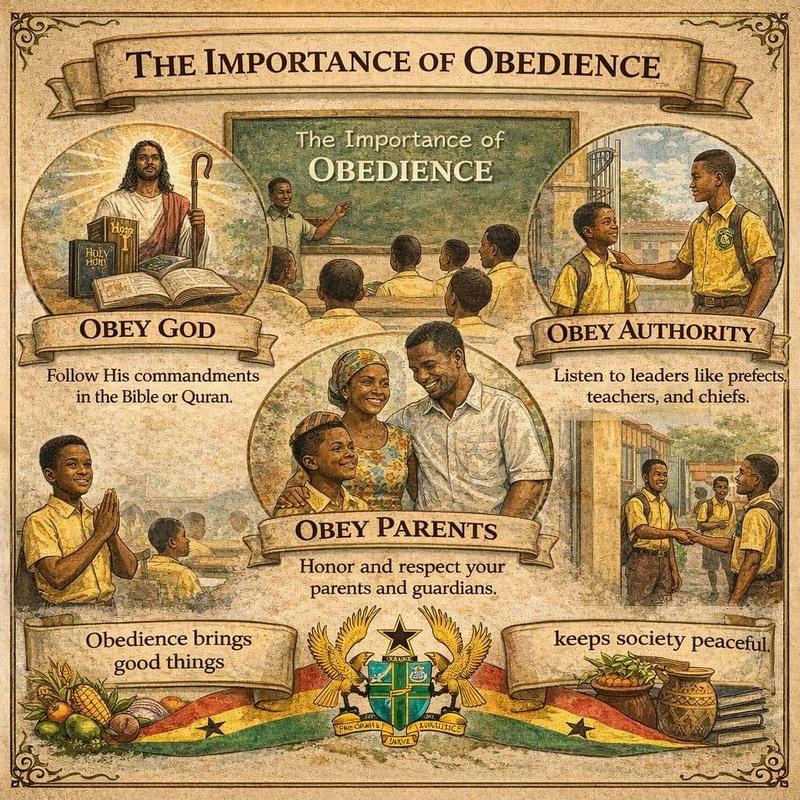 THE IMPORTANCE OF OBEDIENCE
The Importance of
OBEDIENCE
HOLY
OBEY GOD
Follow His commandments
in the Bible or Quran.
OBEY AUTHORITY
Listen to leaders like prefects,
teachers, and chiefs.
OBEY PARENTS
Honor and respect your
parents and guardians.
Obedience brings
good things
keeps society peaceful.